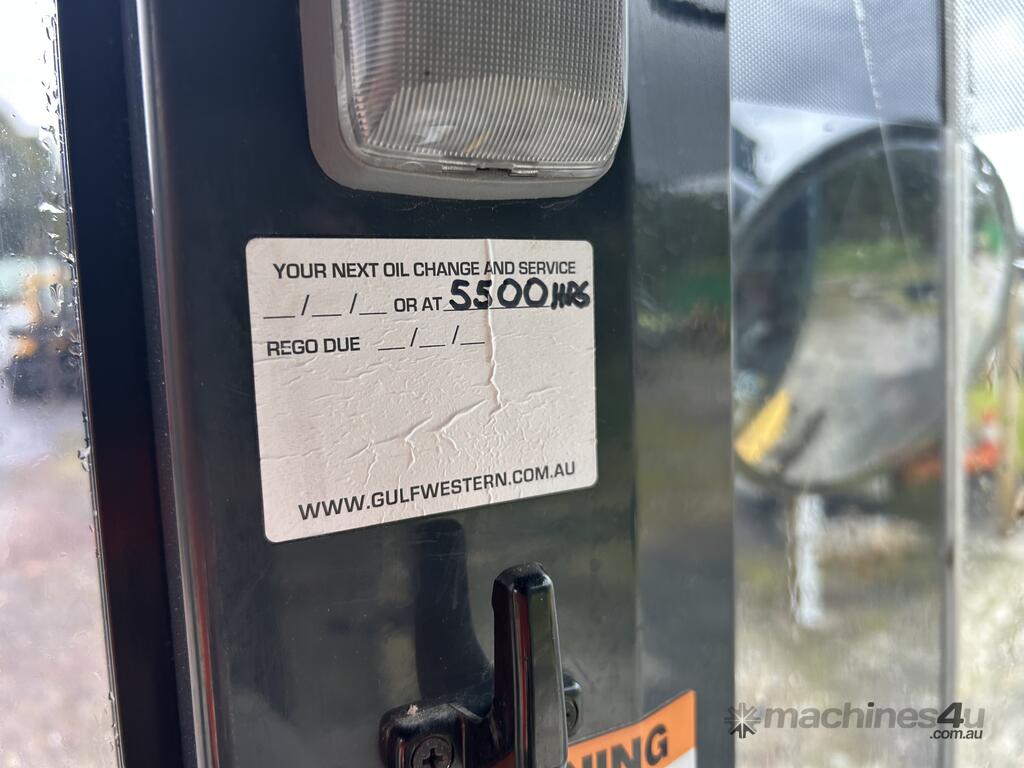 YOUR NEXT OIL CHANGE AND SERVICE
__/__/__ OR AT 5500 HRS
REGO DUE __/__/__
WWW.GULFWESTERN.COM.AU
machines4u
.com.au